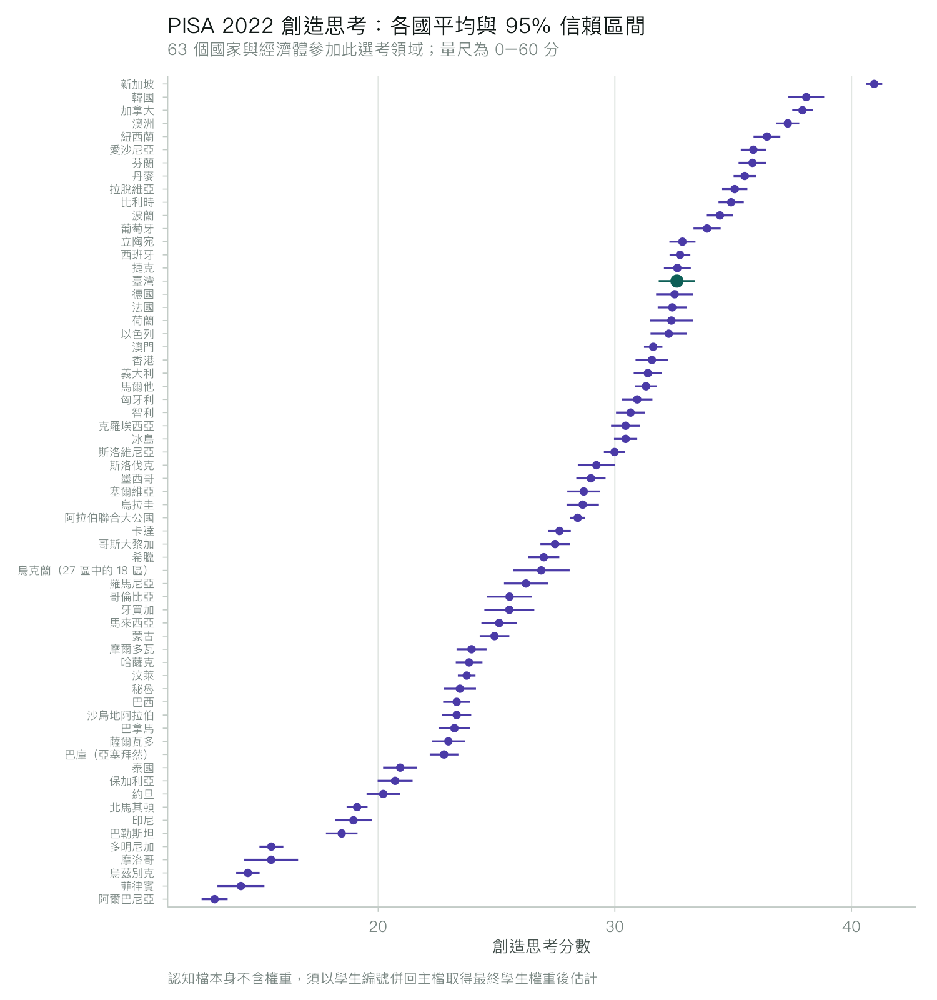 PISA 2022 創造思考：各國平均與 95% 信賴區間
63 個國家與經濟體參加此選考領域；量尺為 0–60 分
新加坡
韓國
加拿大
澳洲
紐西蘭
愛沙尼亞
芬蘭
丹麥
拉脫維亞
比利時
波蘭
葡萄牙
立陶宛
西班牙
捷克
臺灣
德國
法國
荷蘭
以色列
澳門
香港
義大利
馬爾他
匈牙利
智利
克羅埃西亞
冰島
斯洛維尼亞
斯洛伐克
墨西哥
塞爾維亞
烏拉圭
阿拉伯聯合大公國
卡達
哥斯大黎加
希臘
烏克蘭（27 區中的 18 區）
羅馬尼亞
哥倫比亞
牙買加
馬來西亞
蒙古
摩爾多瓦
哈薩克
汶萊
秘魯
巴西
沙烏地阿拉伯
巴拿馬
薩爾瓦多
巴庫（亞塞拜然）
泰國
保加利亞
約旦
北馬其頓
印尼
巴勒斯坦
多明尼加
摩洛哥
烏茲別克
菲律賓
阿爾巴尼亞
20 30 40
創造思考分數
認知檔本身不含權重，須以學生編號併回主檔取得最終學生權重後估計